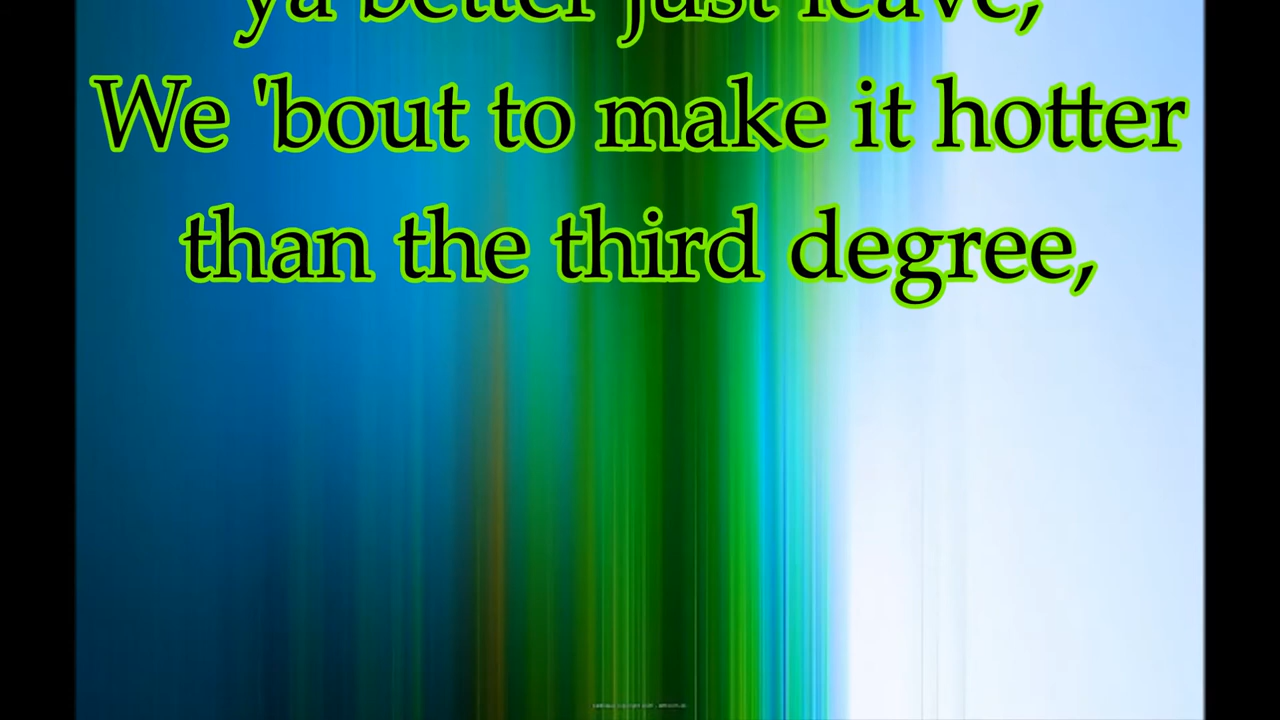 ya better just leave,
We 'bout to make it hotter
than the third degree,